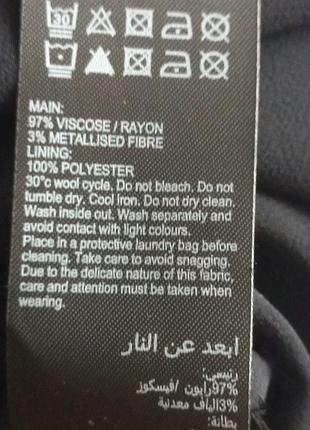 30
MAIN:
97% VISCOSE / RAYON
3% METALLISED FIBRE
LINING:
100% POLYESTER
30°c wool cycle. Do not bleach. Do not
tumble dry. Cool iron. Do not dry clean.
Wash inside out. Wash separately and
avoid contact with light colours.
Place in a protective laundry bag before
cleaning. Take care to avoid snagging.
Due to the delicate nature of this fabric,
care and attention must be taken when
wearing.
ابعد عن النار
رئيسي:
97%رايون /فيسكوز
3%الياف معدنية
بطانة: